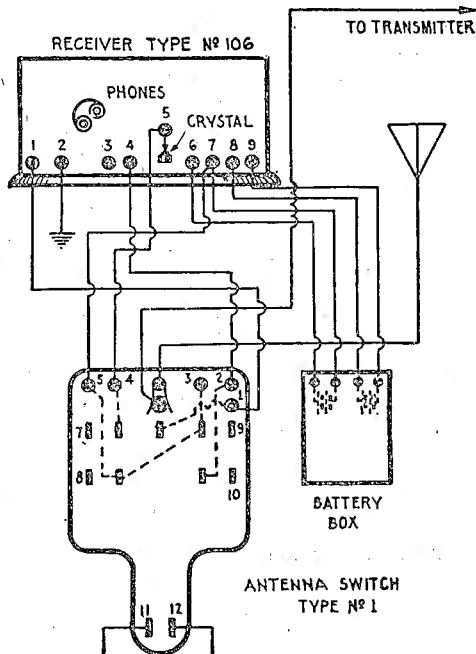 TO TRANSMITTER
RECEIVER TYPE Nº 106
PHONES
5
CRYSTAL
1 2 3 4 6 7 8 9
5 4 3 2
1
7 9
8 10
BATTERY
BOX
ANTENNA SWITCH
TYPE Nº 1
11 12